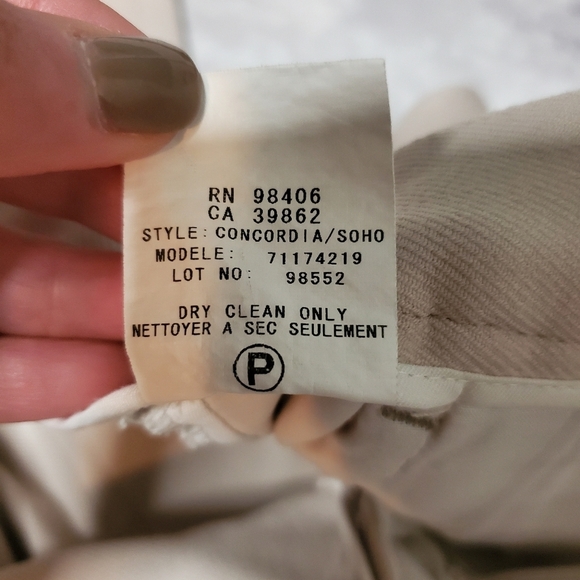 RN 98406
CA 39862
STYLE: CONCORDIA/SOHO
MODELE: 71174219
LOT NO: 98552
DRY CLEAN ONLY
NETTOYER A SEC SEULEMENT
P